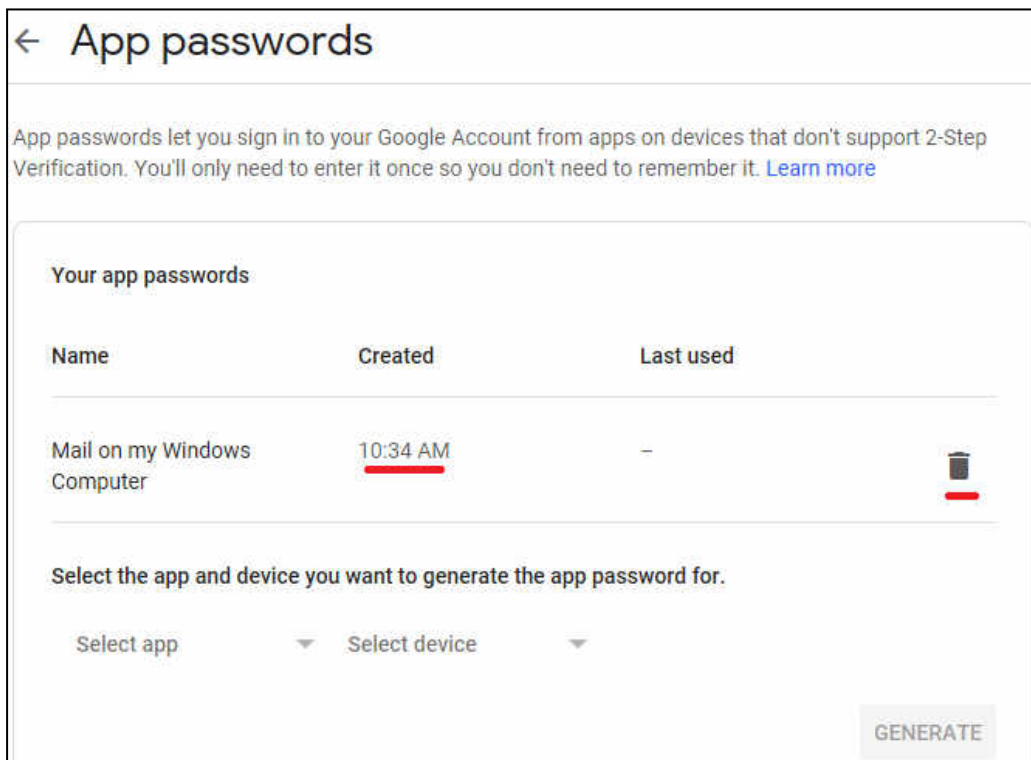 App passwords
App passwords let you sign in to your Google Account from apps on devices that don't support 2-Step
Verification. You'll only need to enter it once so you don't need to remember it. Learn more
Your app passwords
Name Created Last used
Mail on my Windows 10:34 AM –
Computer
Select the app and device you want to generate the app password for.
Select app Select device
GENERATE